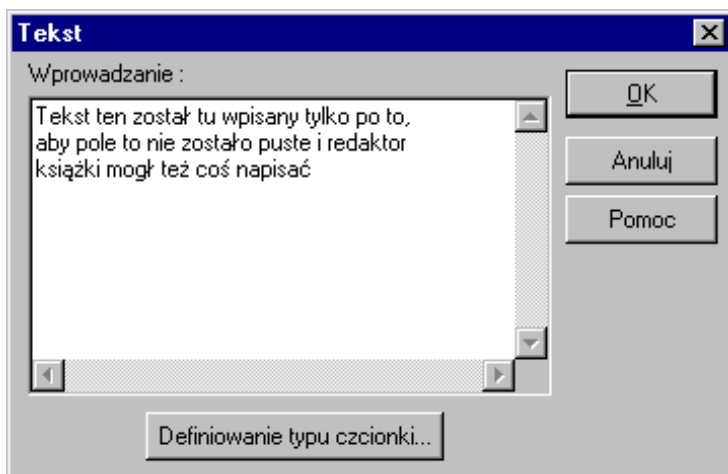 Tekst
Wprowadzanie :
Tekst ten został tu wpisany tylko po to,
aby pole to nie zostało puste i redaktor
książki mogł też coś napisać
OK
Anuluj
Pomoc
Definiowanie typu czcionki...